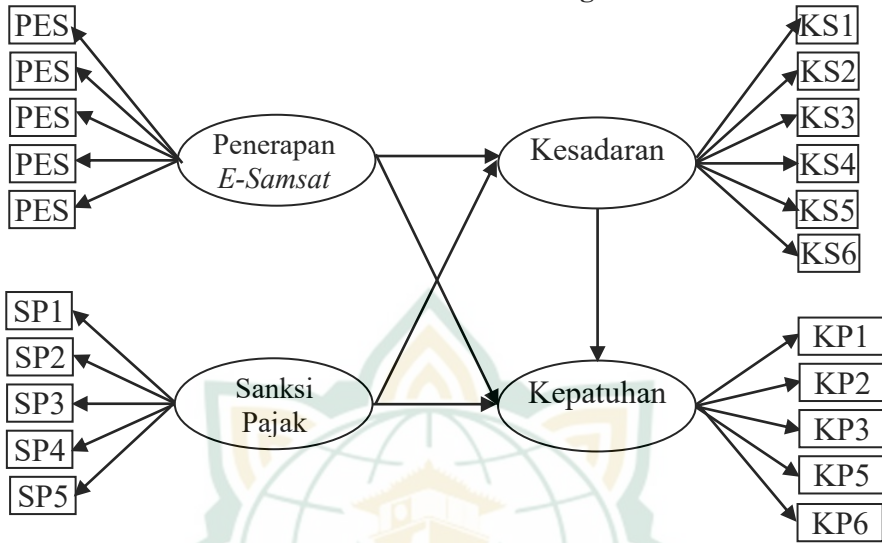 PES
PES
PES
PES
PES
Penerapan
E-Samsat
Kesadaran
KS1
KS2
KS3
KS4
KS5
KS6
SP1
SP2
SP3
SP4
SP5
Sanksi
Pajak
Kepatuhan
KP1
KP2
KP3
KP5
KP6